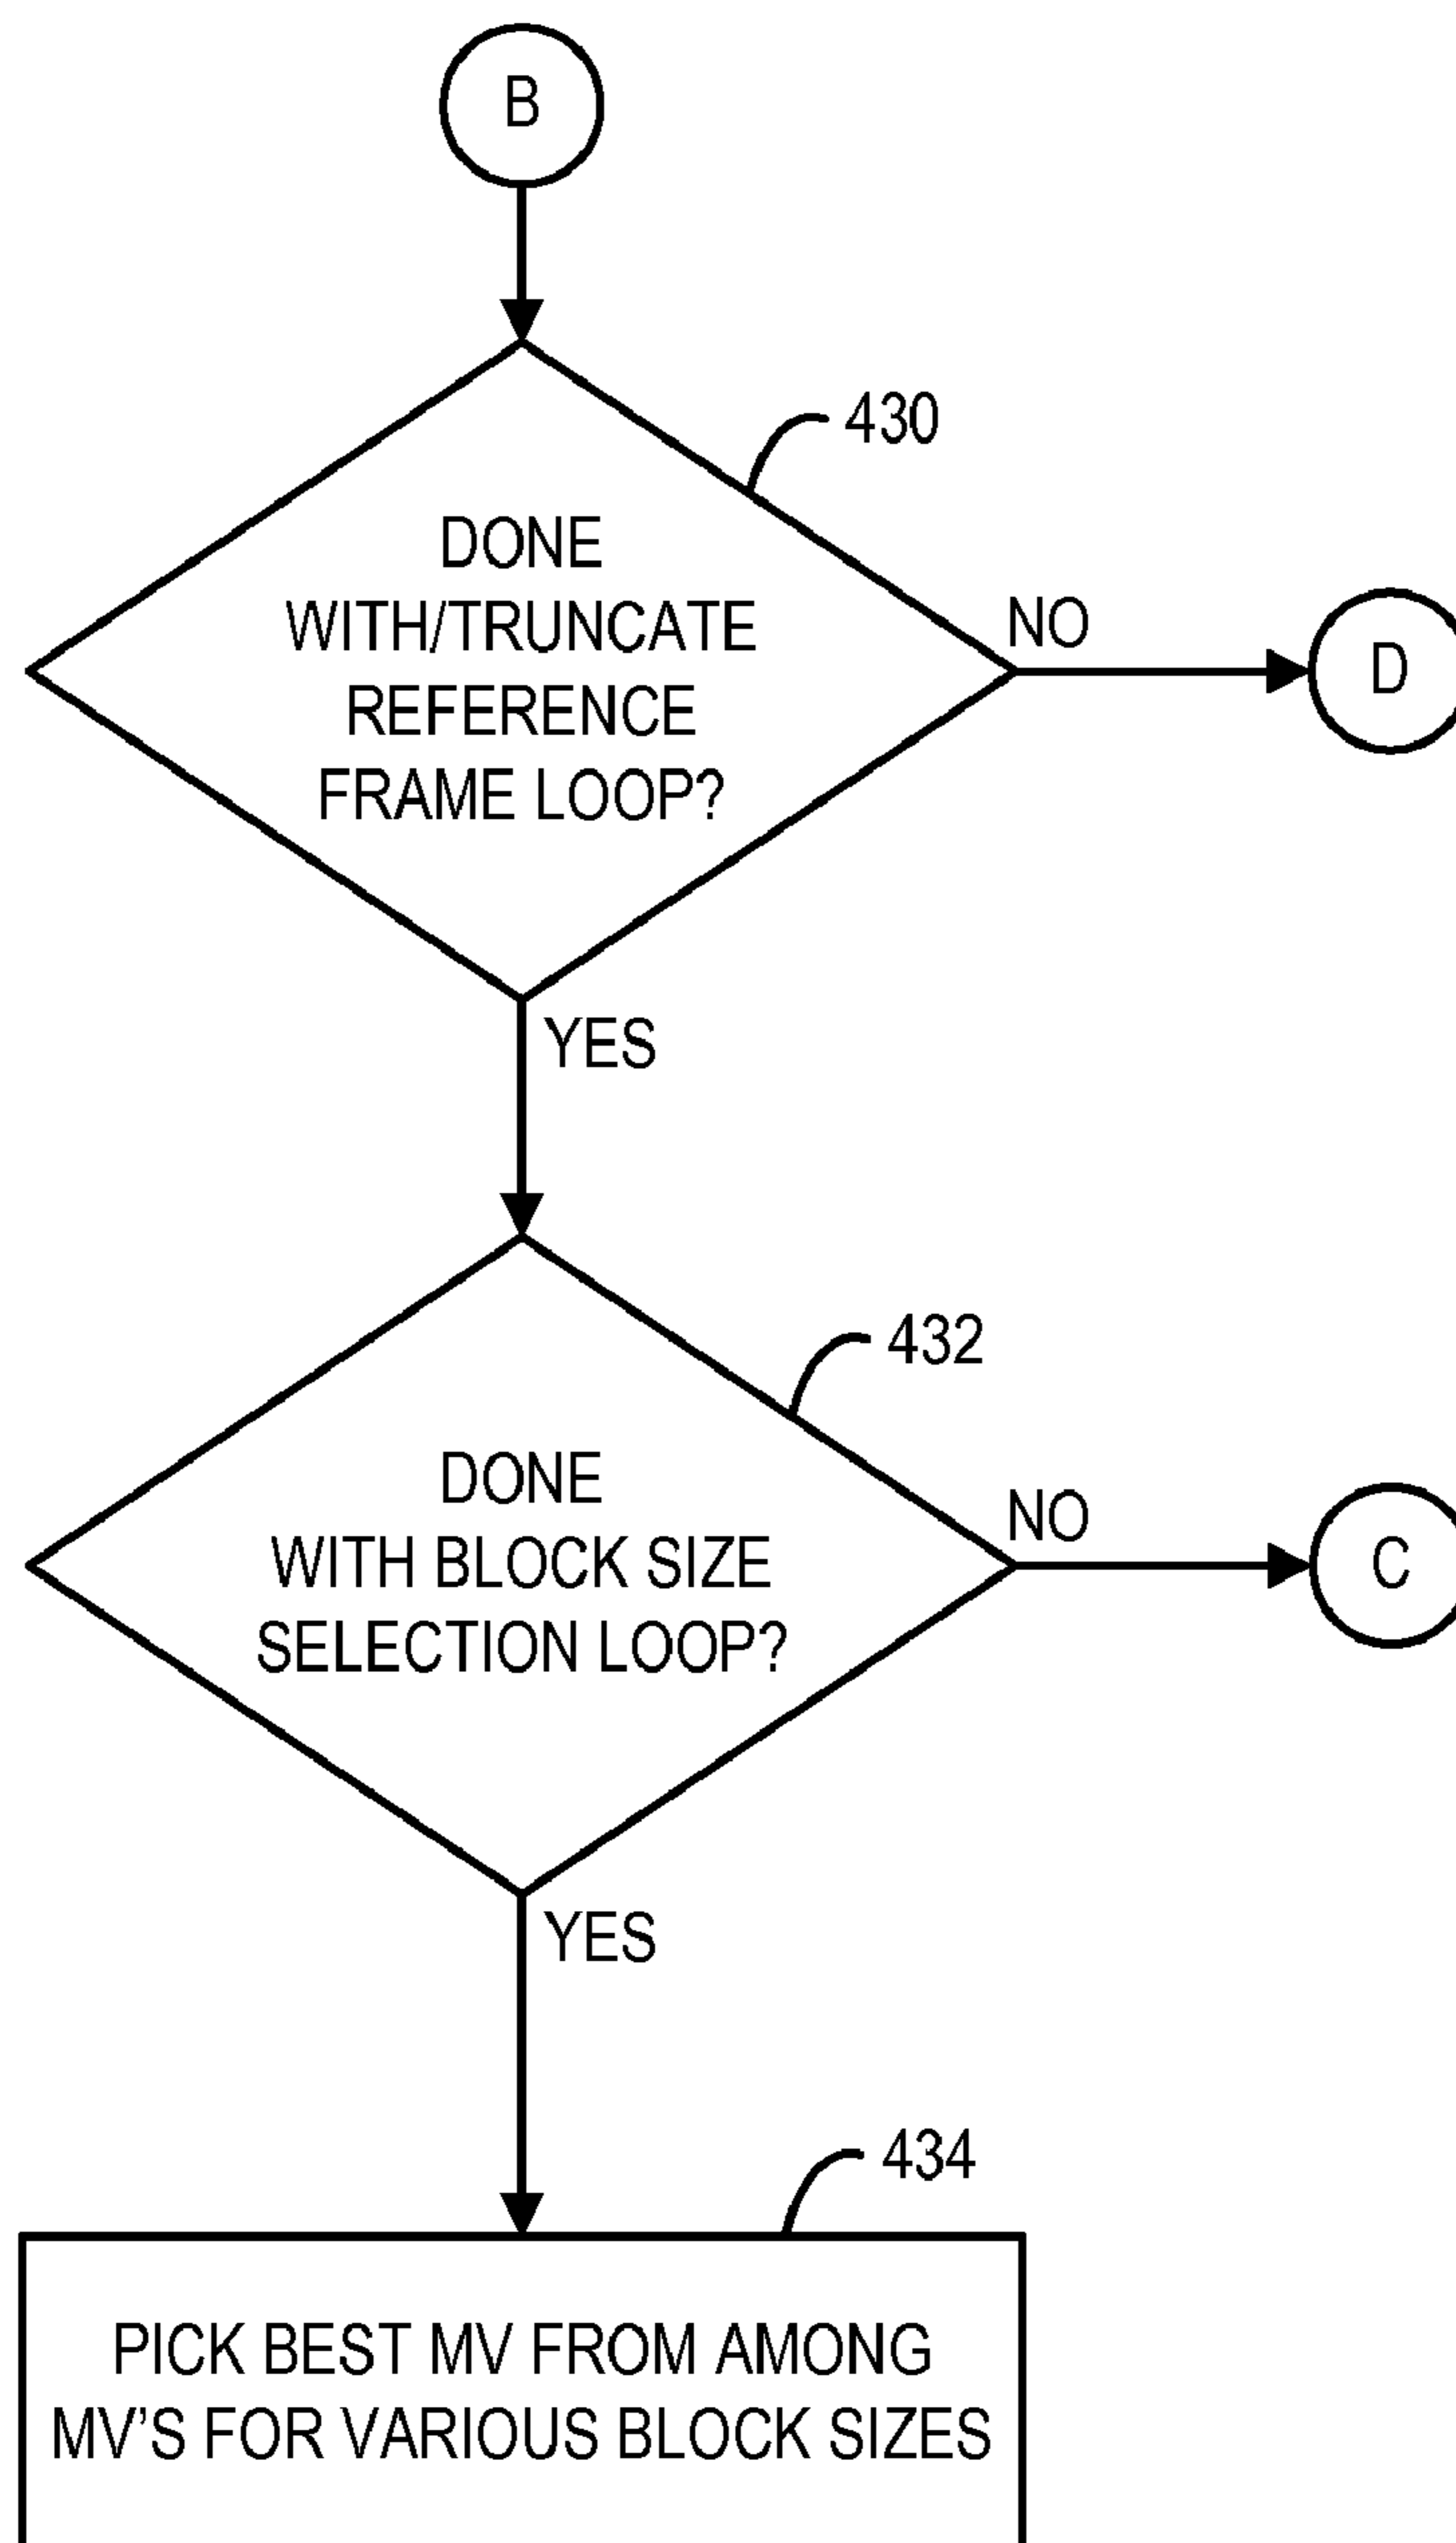 B
430
DONE
WITH/TRUNCATE
REFERENCE
FRAME LOOP?
NO
D
YES
432
DONE
WITH BLOCK SIZE
SELECTION LOOP?
NO
C
YES
434
PICK BEST MV FROM AMONG
MV'S FOR VARIOUS BLOCK SIZES